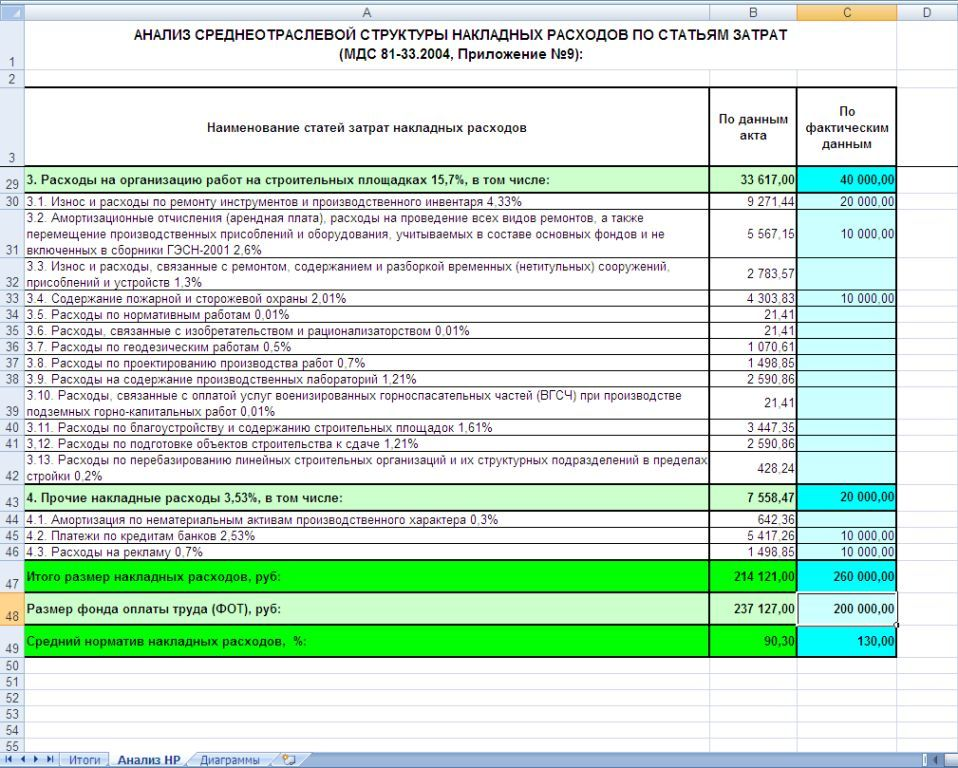 A B C D
1 АНАЛИЗ СРЕДНЕОТРАСЛЕВОЙ СТРУКТУРЫ НАКЛАДНЫХ РАСХОДОВ ПО СТАТЬЯМ ЗАТРАТ
(МДС 81-33.2004, Приложение №9):
2
3 Наименование статей затрат накладных расходов По данным акта По фактическим данным
29 3. Расходы на организацию работ на строительных площадках 15,7%, в том числе: 33 617,00 40 000,00
30 3.1. Износ и расходы по ремонту инструментов и производственного инвентаря 4,33% 9 271,44 20 000,00
3.2. Амортизационные отчисления (арендная плата), расходы на проведение всех видов ремонтов, а также
перемещение производственных присоблений и оборудования, учитываемых в составе основных фондов и не 5 567,15 10 000,00
31 включенных в сборники ГЭСН-2001 2,6%
3.3. Износ и расходы, связанные с ремонтом, содержанием и разборкой временных (нетитульных) сооружений, 2 783,57
32 присоблений и устройств 1,3%
33 3.4. Содержание пожарной и сторожевой охраны 2,01% 4 303,83 10 000,00
34 3.5. Расходы по нормативным работам 0,01% 21,41
35 3.6. Расходы, связанные с изобретательством и рационализаторством 0,01% 21,41
36 3.7. Расходы по геодезическим работам 0,5% 1 070,61
37 3.8. Расходы по проектированию производства работ 0,7% 1 498,85
38 3.9. Расходы на содержание производственных лабораторий 1,21% 2 590,86
3.10. Расходы, связанные с оплатой услуг военизированных горноспасательных частей (ВГСЧ) при производстве 21,41
39 подземных горно-капитальных работ 0,01%
40 3.11. Расходы по благоустройству и содержанию строительных площадок 1,61% 3 447,35
41 3,12. Расходы по подготовке объектов строительства к сдаче 1,21% 2 590,86
3.13. Расходы по перебазированию линейных строительных организаций и их структурных подразделений в пределах 428,24
42 стройки 0,2%
43 4. Прочие накладные расходы 3,53%, в том числе: 7 558,47 20 000,00
44 4.1. Амортизация по нематериальным активам производственного характера 0,3% 642,36
45 4.2. Платежи по кредитам банков 2,53% 5 417,26 10 000,00
46 4.3. Расходы на рекламу 0,7% 1 498,85 10 000,00
47 Итого размер накладных расходов, руб: 214 121,00 260 000,00
48 Размер фонда оплаты труда (ФОТ), руб: 237 127,00 200 000,00
49 Средний норматив накладных расходов, %: 90,30 130,00
50
51
52
53
54
55
Итоги Анализ НР Диаграммы